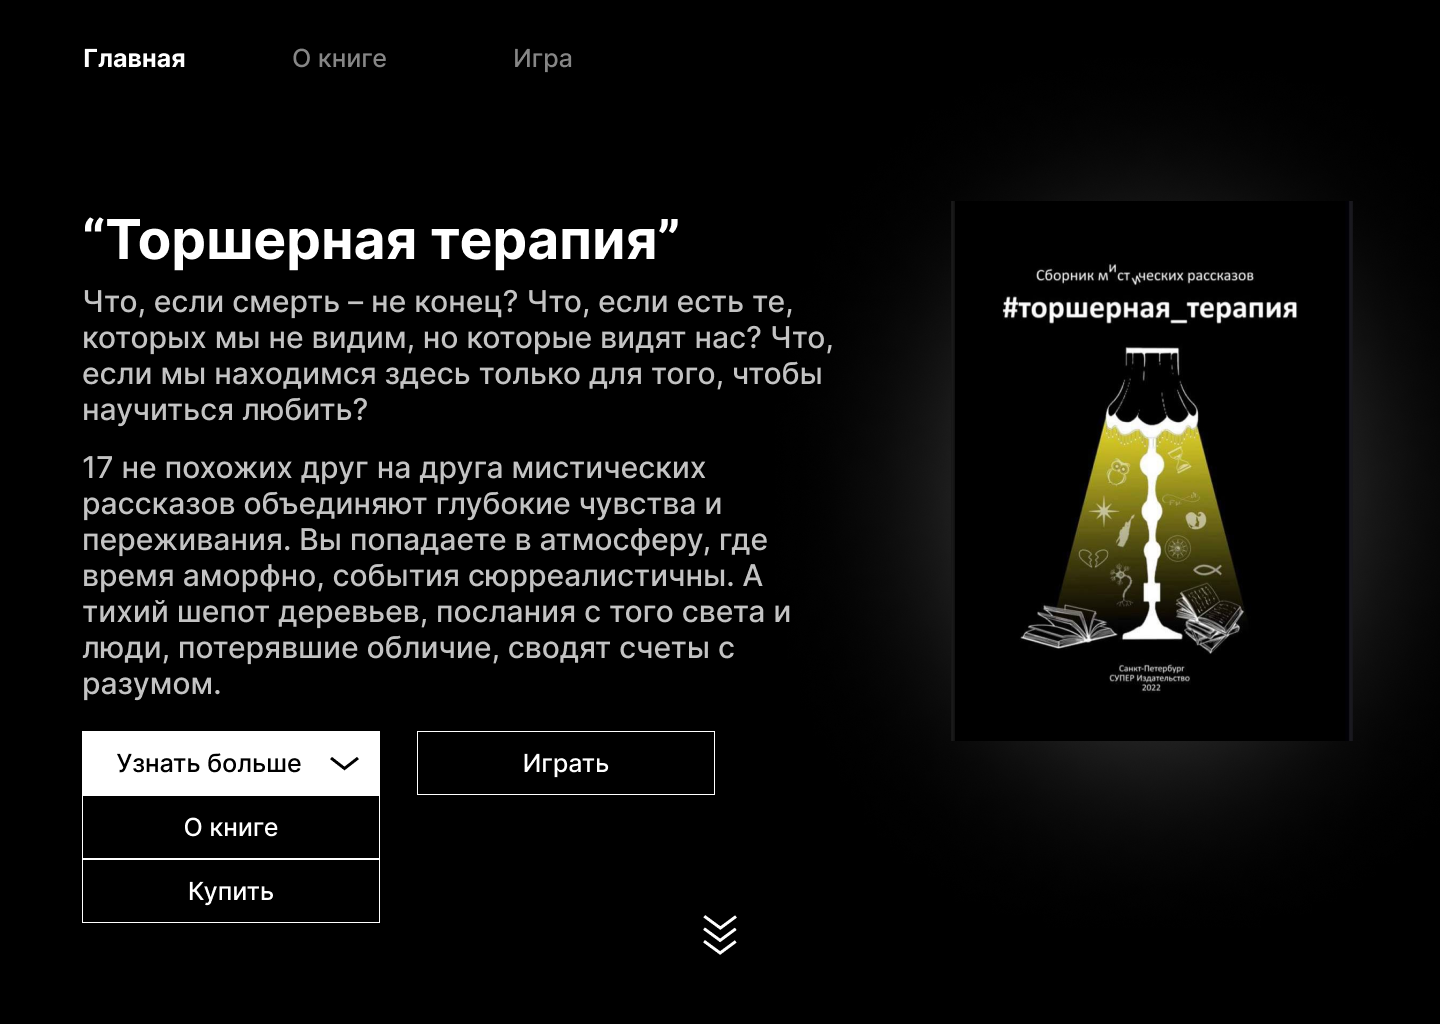 Главная
О книге
Игра
“Торшерная терапия”
Что, если смерть – не конец? Что, если есть те,
которых мы не видим, но которые видят нас? Что,
если мы находимся здесь только для того, чтобы
научиться любить?
17 не похожих друг на друга мистических
рассказов объединяют глубокие чувства и
переживания. Вы попадаете в атмосферу, где
время аморфно, события сюрреалистичны. А
тихий шепот деревьев, послания с того света и
люди, потерявшие обличие, сводят счеты с
разумом.
Узнать больше
Играть
О книге
Купить
Сборник мистических рассказов
#торшерная_терапия
Санкт-Петербург
СУПЕР Издательство
2022